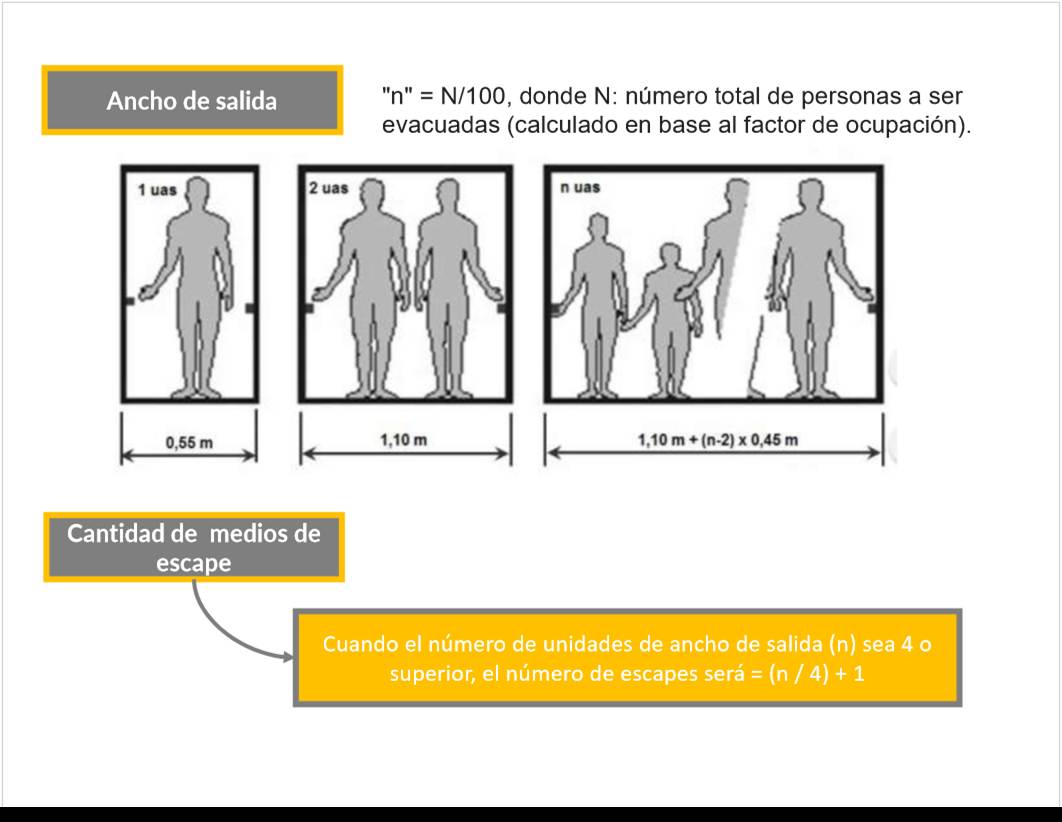 Ancho de salida
"n" = N/100, donde N: número total de personas a ser
evacuadas (calculado en base al factor de ocupación).
1 uas
2 uas
n uas
0,55 m
1,10 m
1,10 m + (n-2) x 0,45 m
Cantidad de  medios de
escape
Cuando el número de unidades de ancho de salida (n) sea 4 o
superior, el número de escapes será = (n / 4) + 1